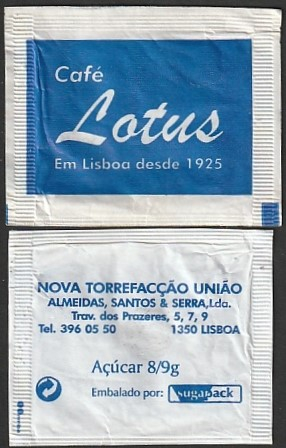 Café
Lotus
Em Lisboa desde 1925
NOVA TORREFACÇÃO UNIÃO
ALMEIDAS, SANTOS & SERRA, Lda.
Trav. dos Prazeres, 5, 7, 9
Tel. 396 05 50 1350 LISBOA
Açúcar 8/9g
Embalado por: sugarpack